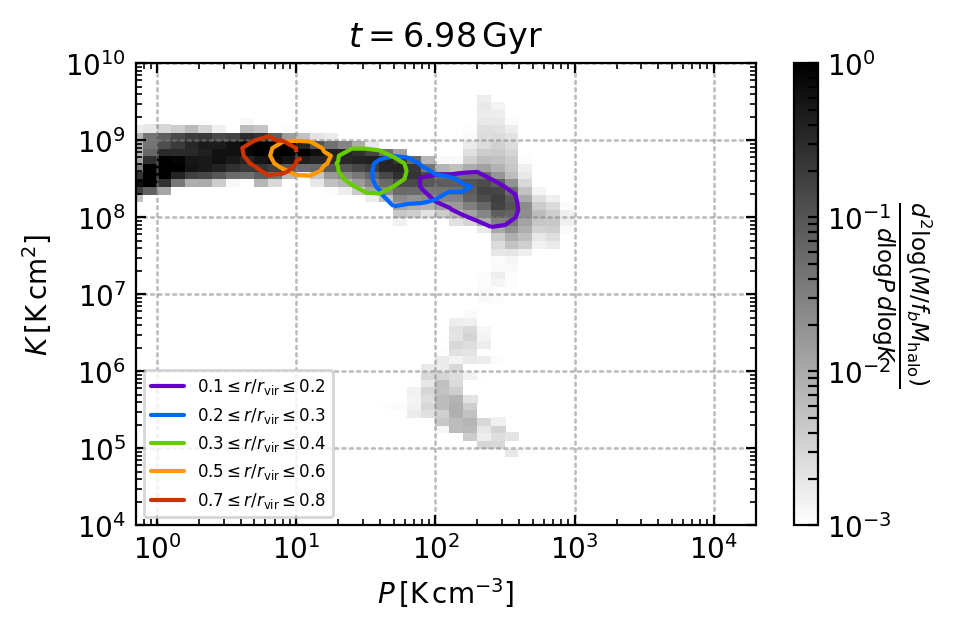 t = 6.98 Gyr
10^10
10^9
10^8
10^7
10^6
10^5
10^4
K [K cm^2]
0.1 ≤ r/r_vir ≤ 0.2
0.2 ≤ r/r_vir ≤ 0.3
0.3 ≤ r/r_vir ≤ 0.4
0.5 ≤ r/r_vir ≤ 0.6
0.7 ≤ r/r_vir ≤ 0.8
10^0 10^1 10^2 10^3 10^4
P [K cm^-3]
10^0
10^-1
10^-2
10^-3
d^2 log(M/f_b M_halo)
d log P d log K